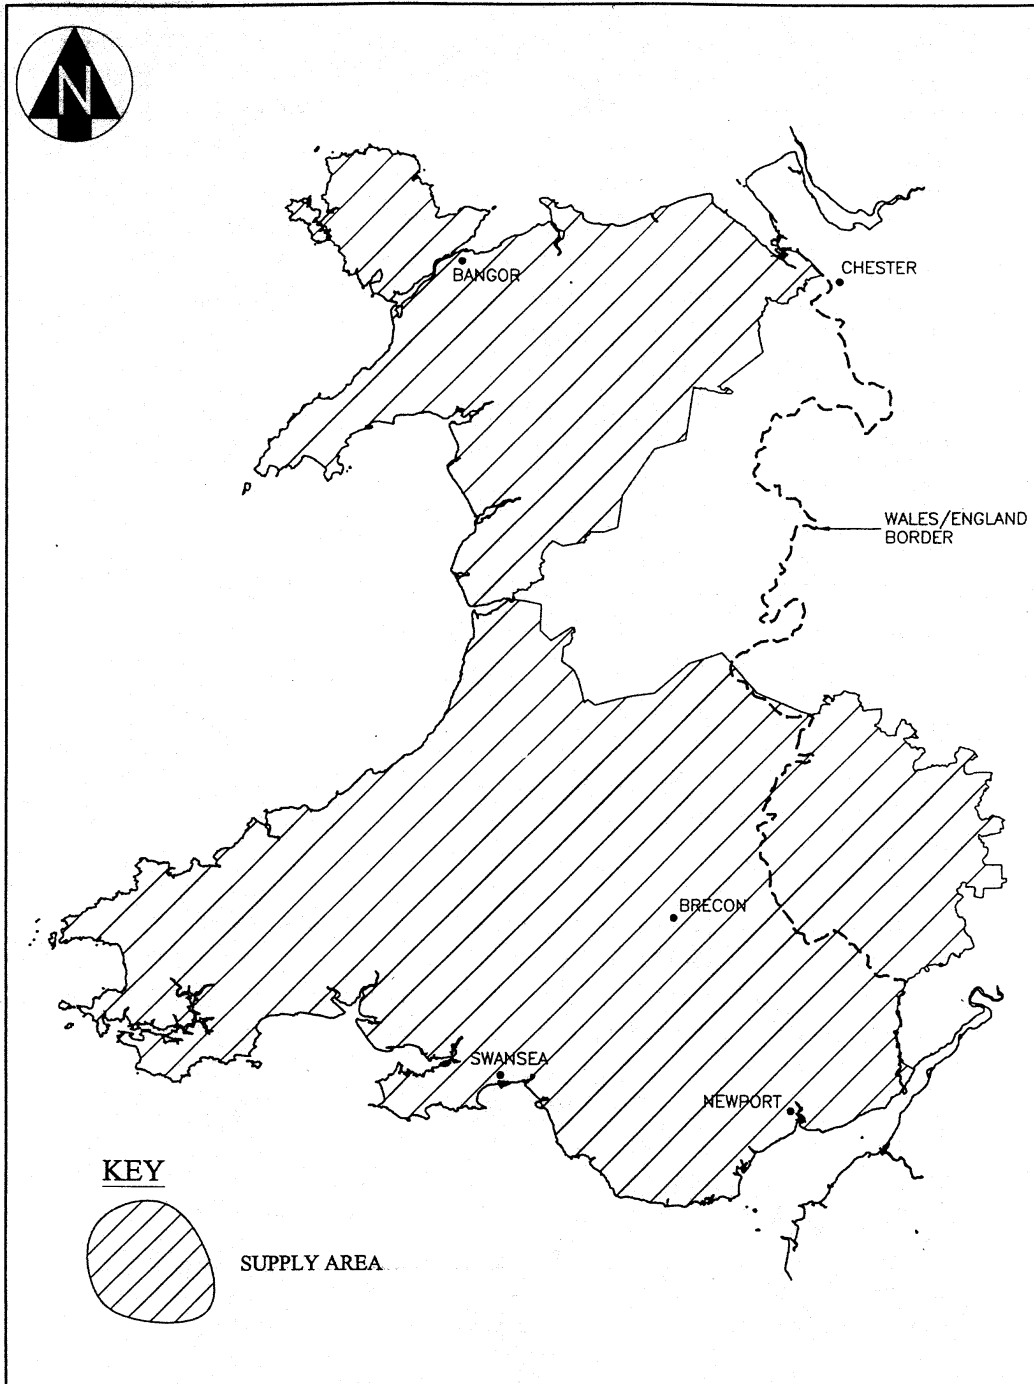 N
BANGOR
CHESTER
WALES/ENGLAND
BORDER
BRECON
SWANSEA
NEWPORT
KEY
SUPPLY AREA